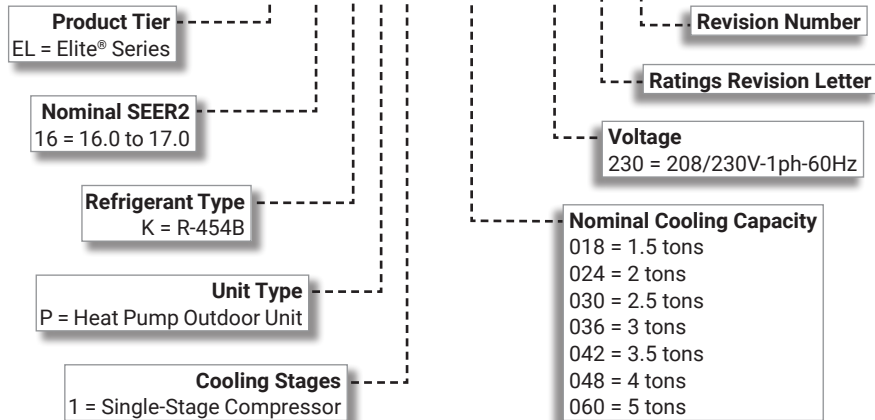 Product Tier
EL = Elite® Series
Revision Number
Ratings Revision Letter
Nominal SEER2
16 = 16.0 to 17.0
Voltage
230 = 208/230V-1ph-60Hz
Refrigerant Type
K = R-454B
Nominal Cooling Capacity
018 = 1.5 tons
024 = 2 tons
030 = 2.5 tons
036 = 3 tons
042 = 3.5 tons
048 = 4 tons
060 = 5 tons
Unit Type
P = Heat Pump Outdoor Unit
Cooling Stages
1 = Single-Stage Compressor